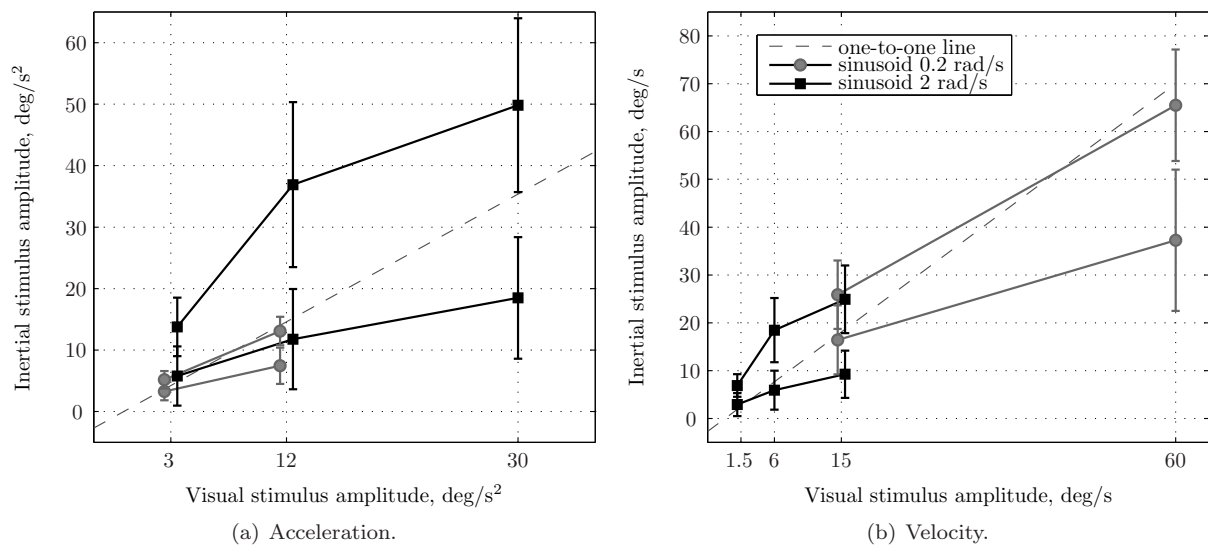 60
50
40
30
20
10
0
3
12
30
Inertial stimulus amplitude, deg/s²
Visual stimulus amplitude, deg/s²
(a) Acceleration.
80
70
60
50
40
30
20
10
0
1.5
6
15
60
Inertial stimulus amplitude, deg/s
one-to-one line
sinusoid 0.2 rad/s
sinusoid 2 rad/s
Visual stimulus amplitude, deg/s
(b) Velocity.